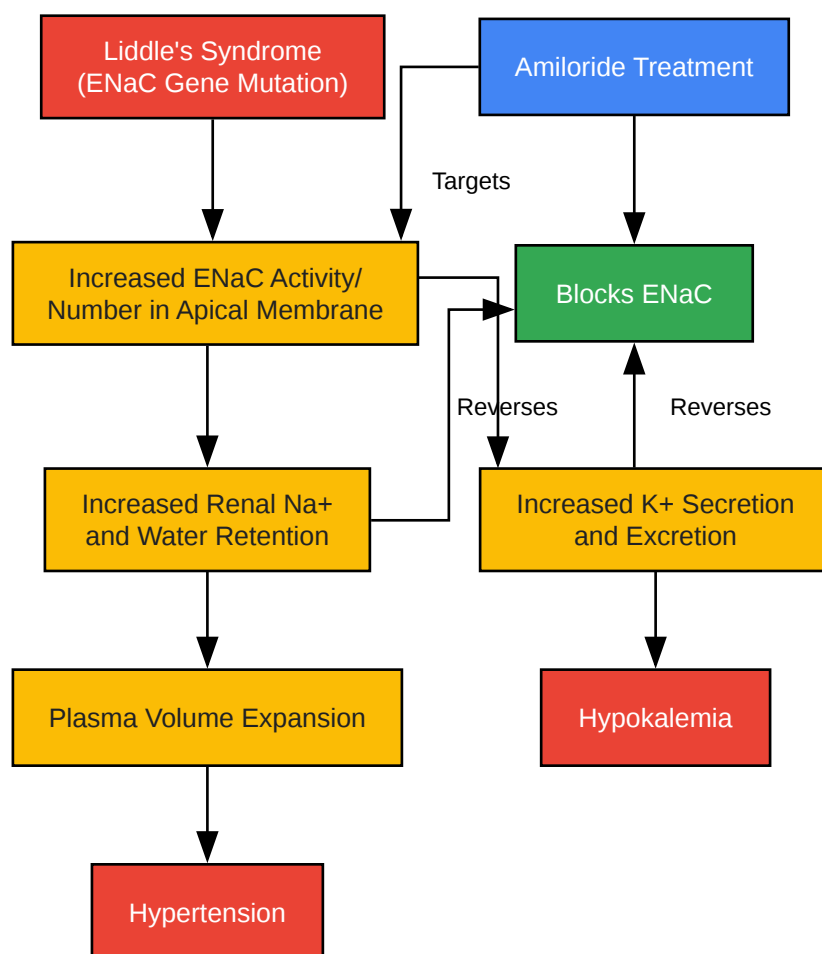 Liddle's Syndrome
(ENaC Gene Mutation)
Amiloride Treatment
Targets
Increased ENaC Activity/
Number in Apical Membrane
Blocks ENaC
Reverses
Reverses
Increased Renal Na+
and Water Retention
Increased K+ Secretion
and Excretion
Plasma Volume Expansion
Hypokalemia
Hypertension